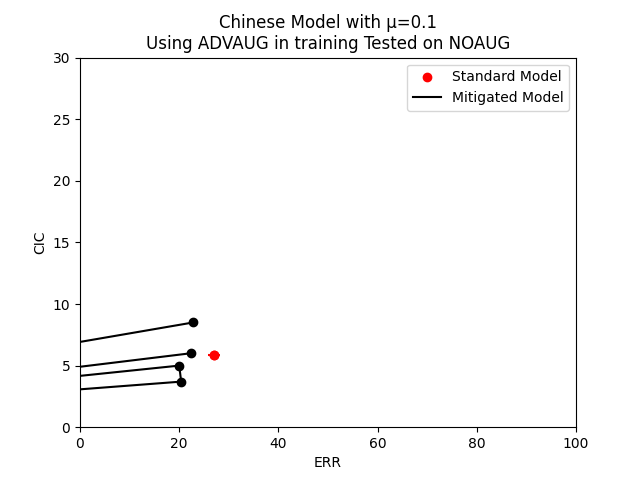 Chinese Model with μ=0.1
Using ADVAUG in training Tested on NOAUG
30
25
20
15
10
5
0
CIC
Standard Model
Mitigated Model
0 20 40 60 80 100
ERR